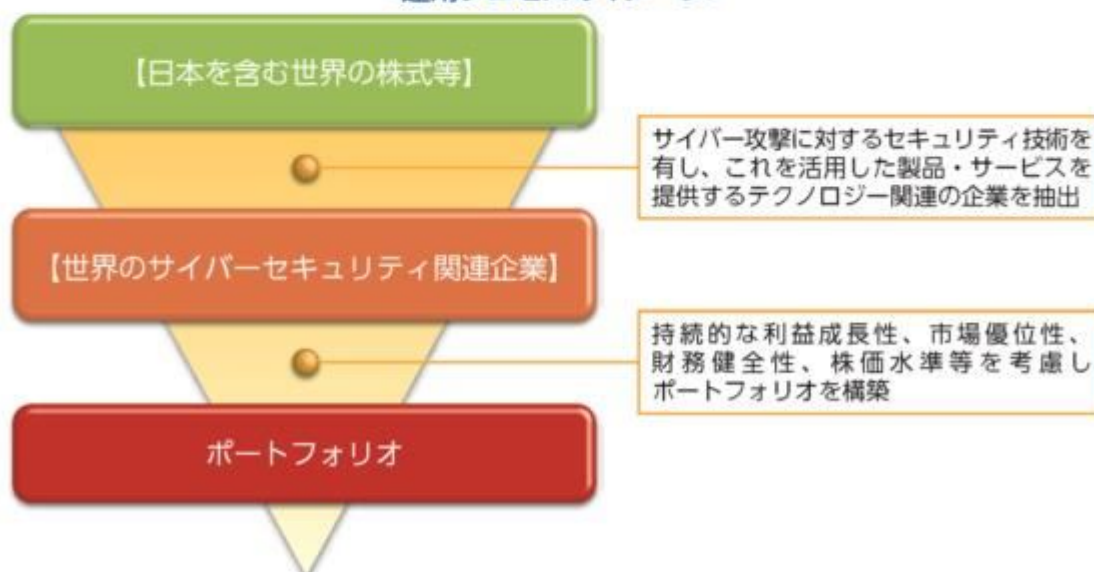 【日本を含む世界の株式等】
サイバー攻撃に対するセキュリティ技術を
有し、これを活用した製品・サービスを
提供するテクノロジー関連の企業を抽出
【世界のサイバーセキュリティ関連企業】
持続的な利益成長性、市場優位性、
財務健全性、株価水準等を考慮し
ポートフォリオを構築
ポートフォリオ